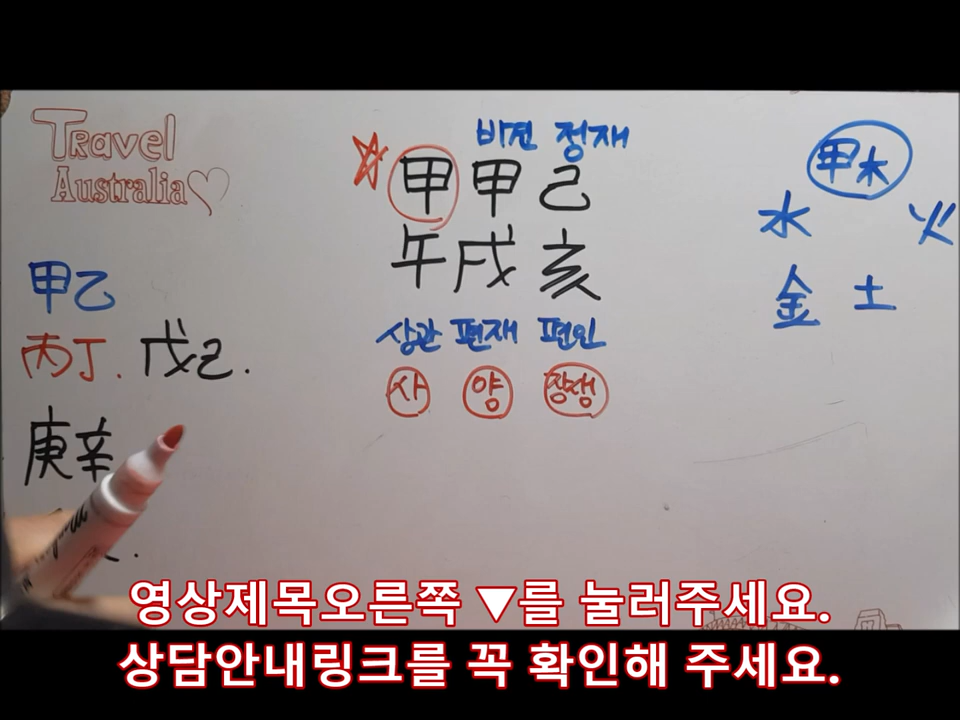 Travel
Australia
비견 정재
甲 甲 己
午 戌 亥
상관 편재 편인
사 양 장생
甲木
水 火
金 土
甲乙
丙丁. 戊己.
庚辛
영상제목오른쪽 ▼를 눌러주세요.
상담안내링크를 꼭 확인해 주세요.